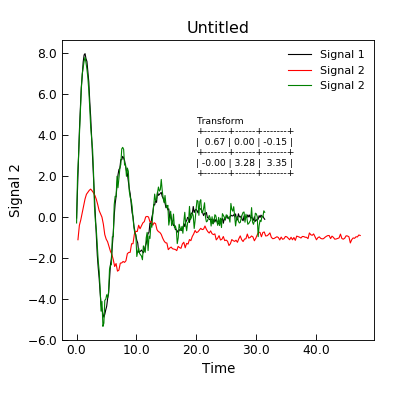 Untitled
8.0
6.0
4.0
2.0
0.0
−2.0
−4.0
−6.0
Signal 2
Signal 1
Signal 2
Signal 2
Transform
+--------+--------+--------+
|  0.67 | 0.00 | -0.15 |
+--------+--------+--------+
| -0.00 | 3.28 |  3.35 |
+--------+--------+--------+
0.0 10.0 20.0 30.0 40.0
Time